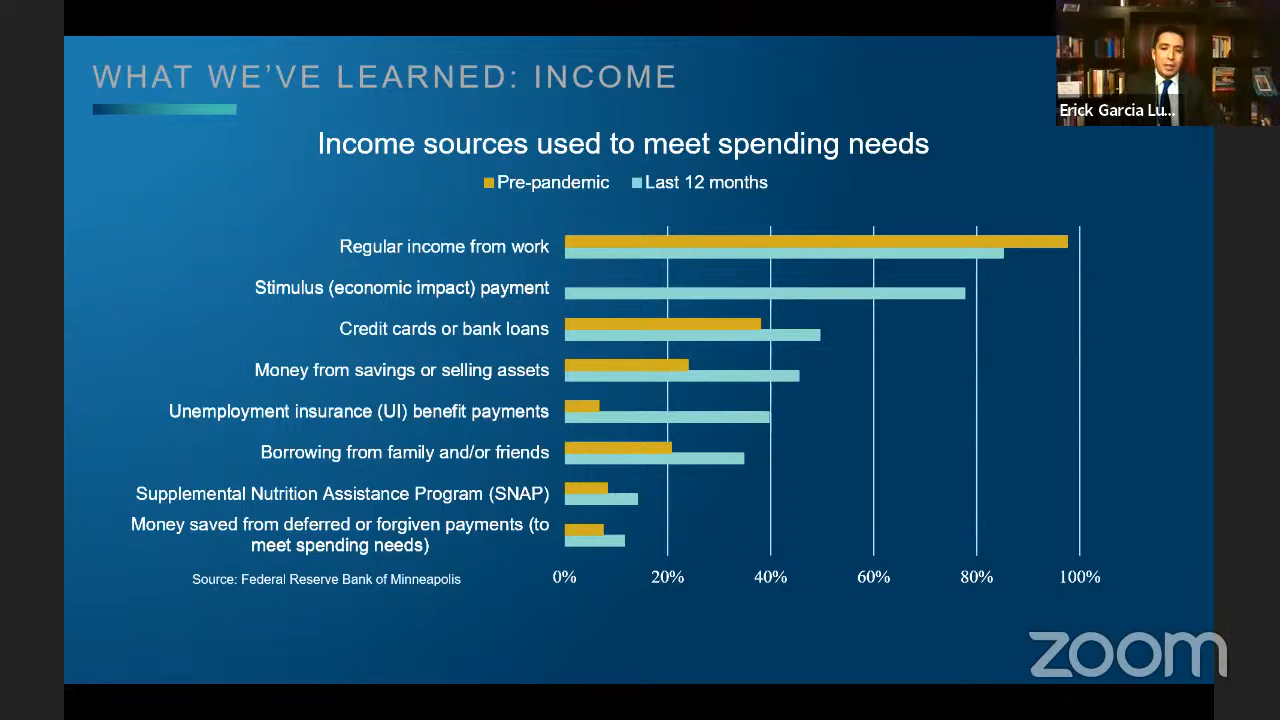 WHAT WE'VE LEARNED: INCOME
Erick Garcia Lu...
Income sources used to meet spending needs
Pre-pandemic Last 12 months
Regular income from work
Stimulus (economic impact) payment
Credit cards or bank loans
Money from savings or selling assets
Unemployment insurance (UI) benefit payments
Borrowing from family and/or friends
Supplemental Nutrition Assistance Program (SNAP)
Money saved from deferred or forgiven payments (to
meet spending needs)
Source: Federal Reserve Bank of Minneapolis
0% 20% 40% 60% 80% 100%
zoom